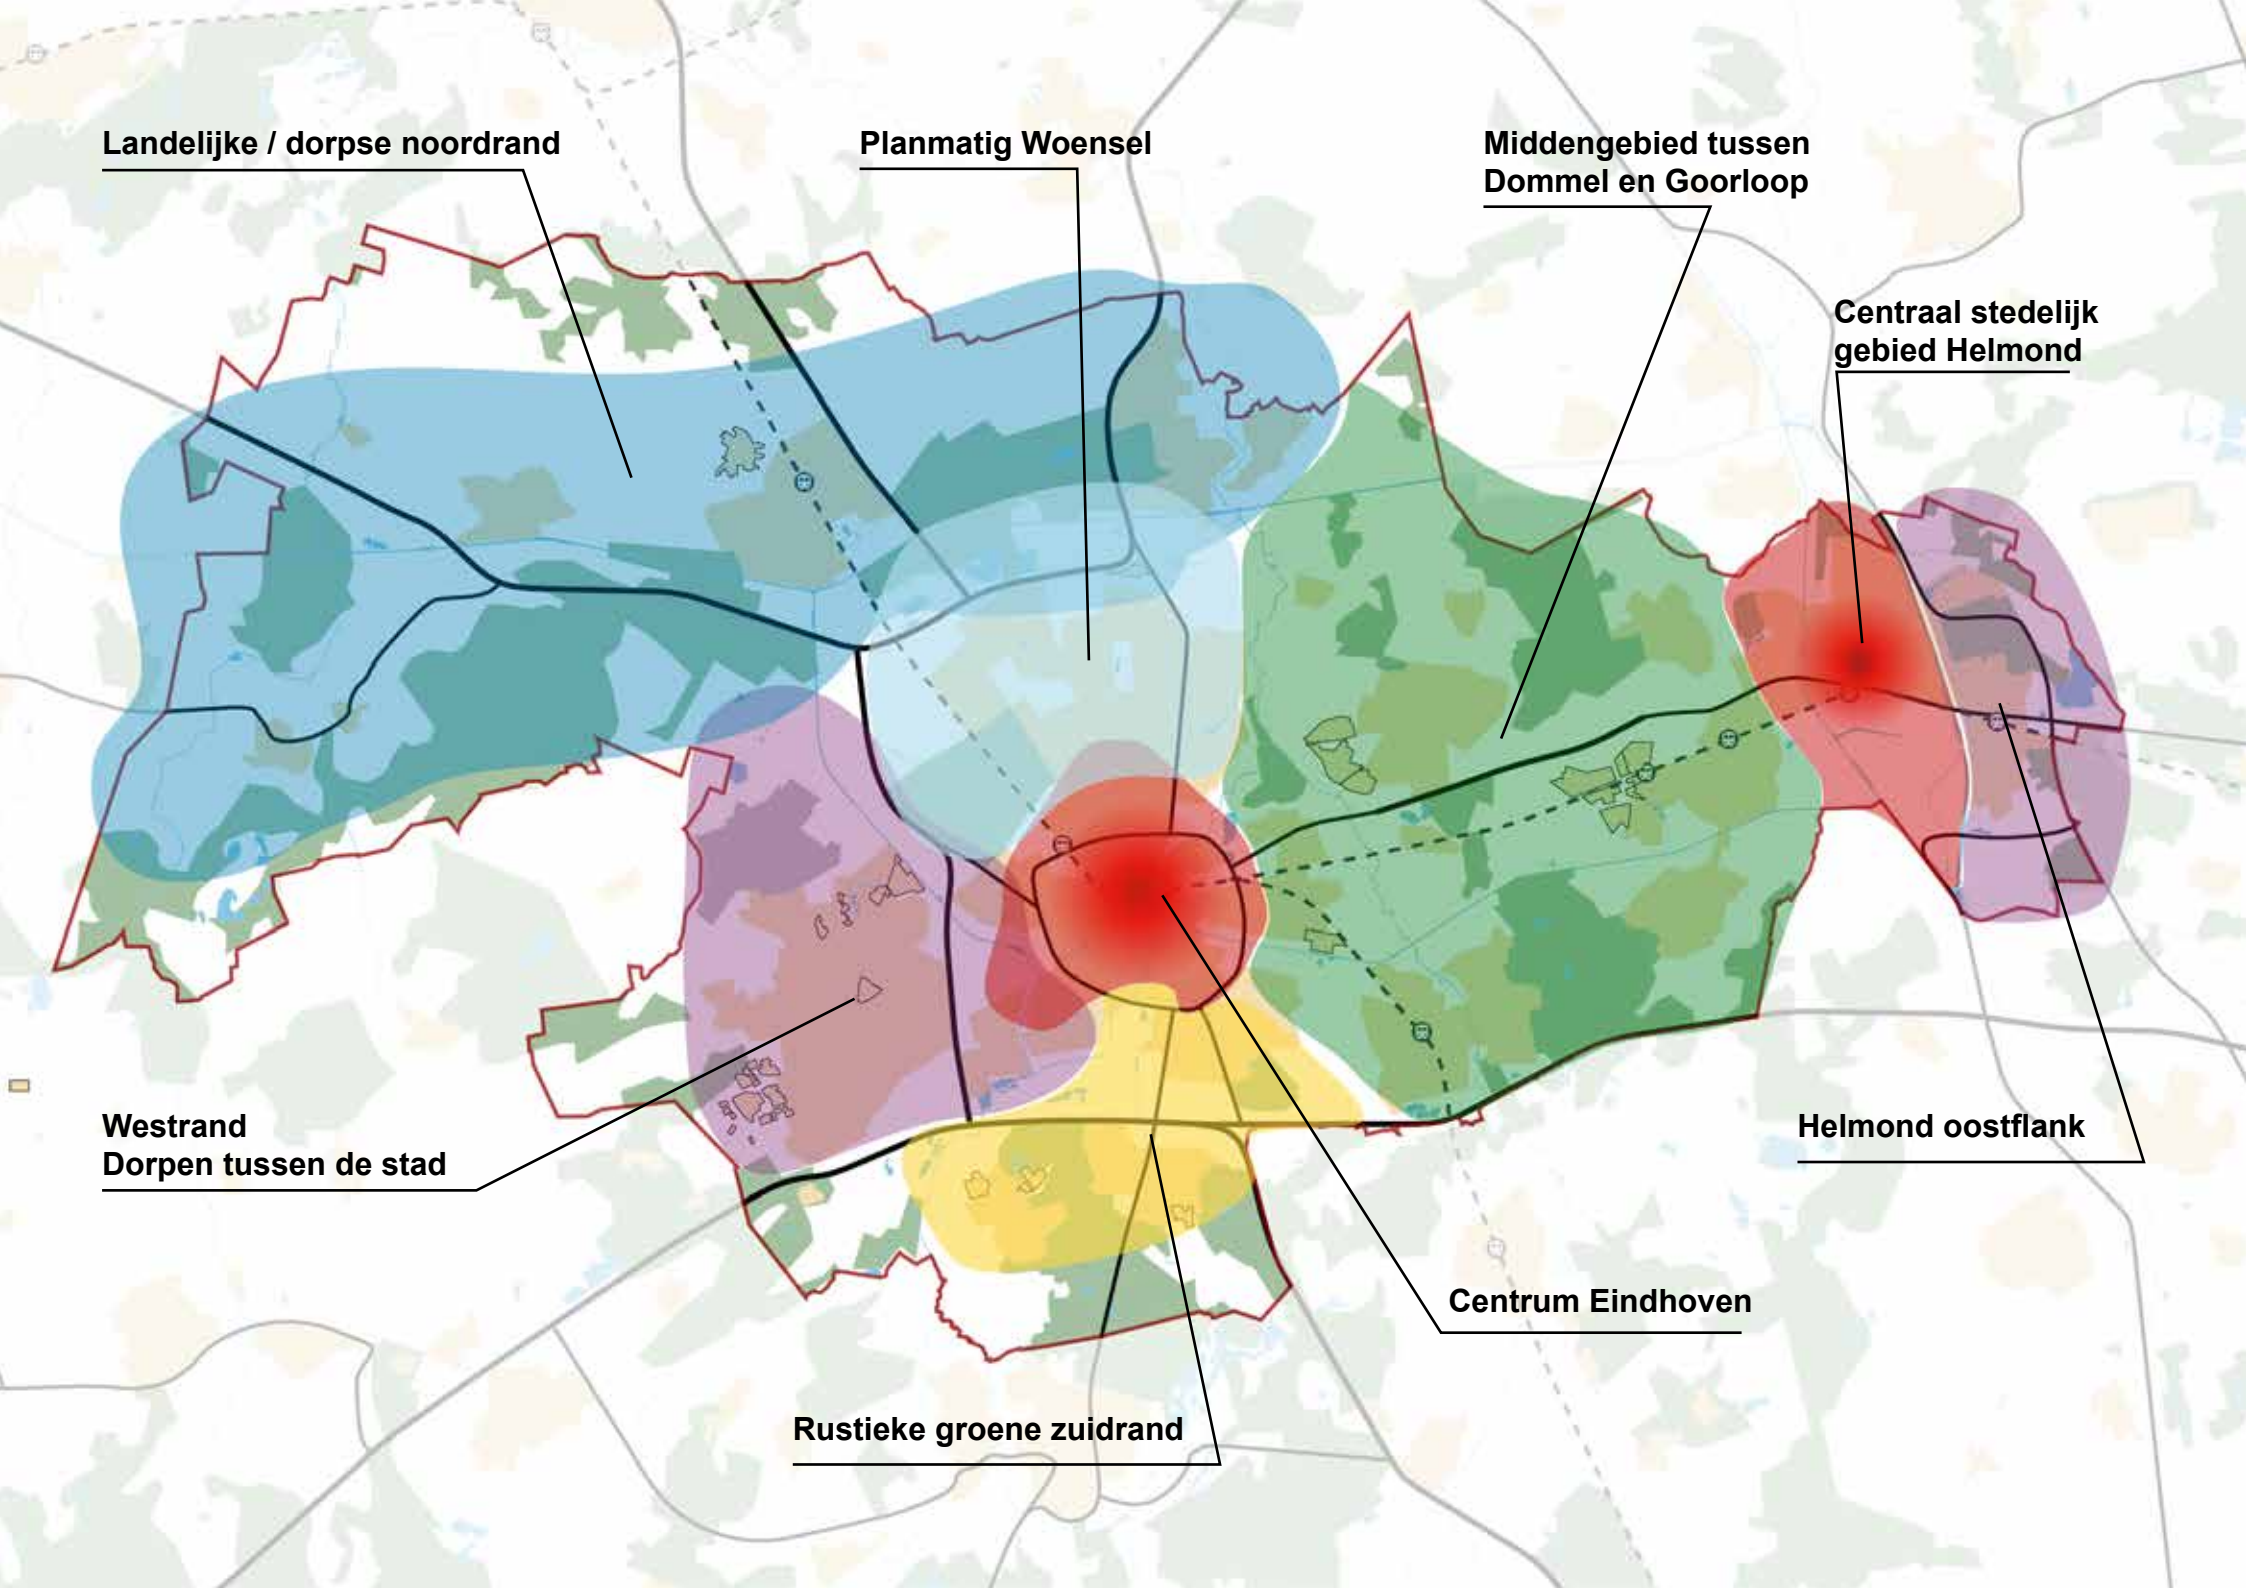 Landelijke / dorpse noordrand
Planmatig Woensel
Middengebied tussen
Dommel en Goorloop
Centraal stedelijk
gebied Helmond
Westrand
Dorpen tussen de stad
Helmond oostflank
Centrum Eindhoven
Rustieke groene zuidrand